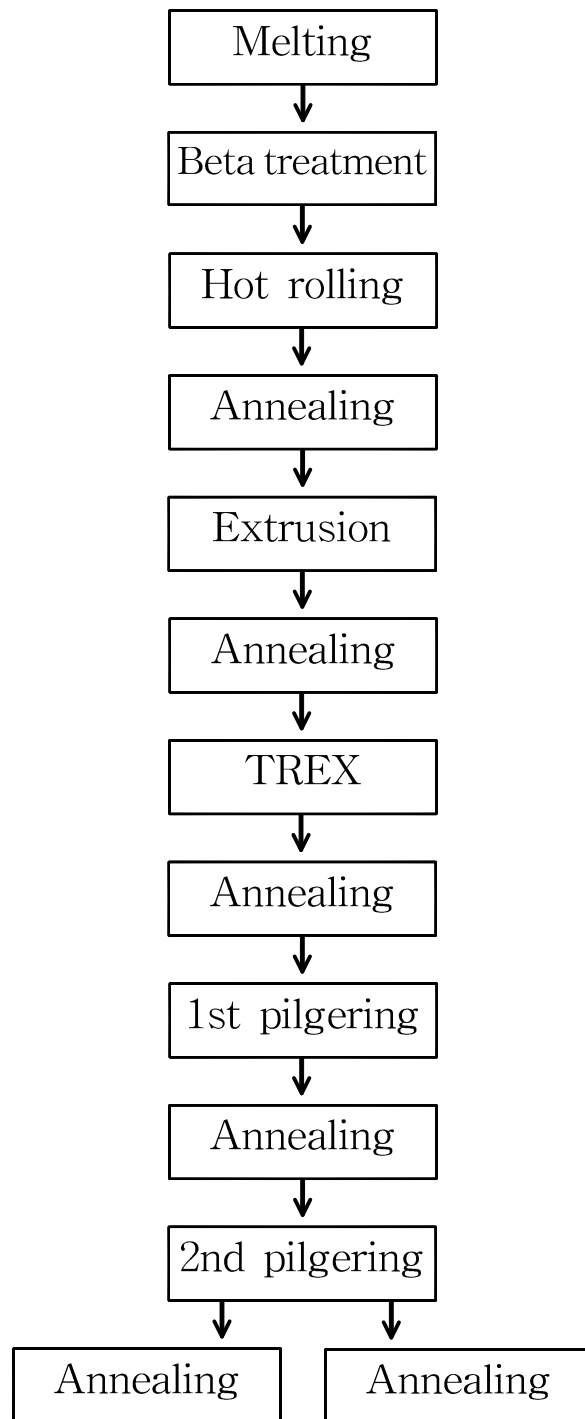 Melting
Beta treatment
Hot rolling
Annealing
Extrusion
Annealing
TREX
Annealing
1st pilgering
Annealing
2nd pilgering
Annealing
Annealing